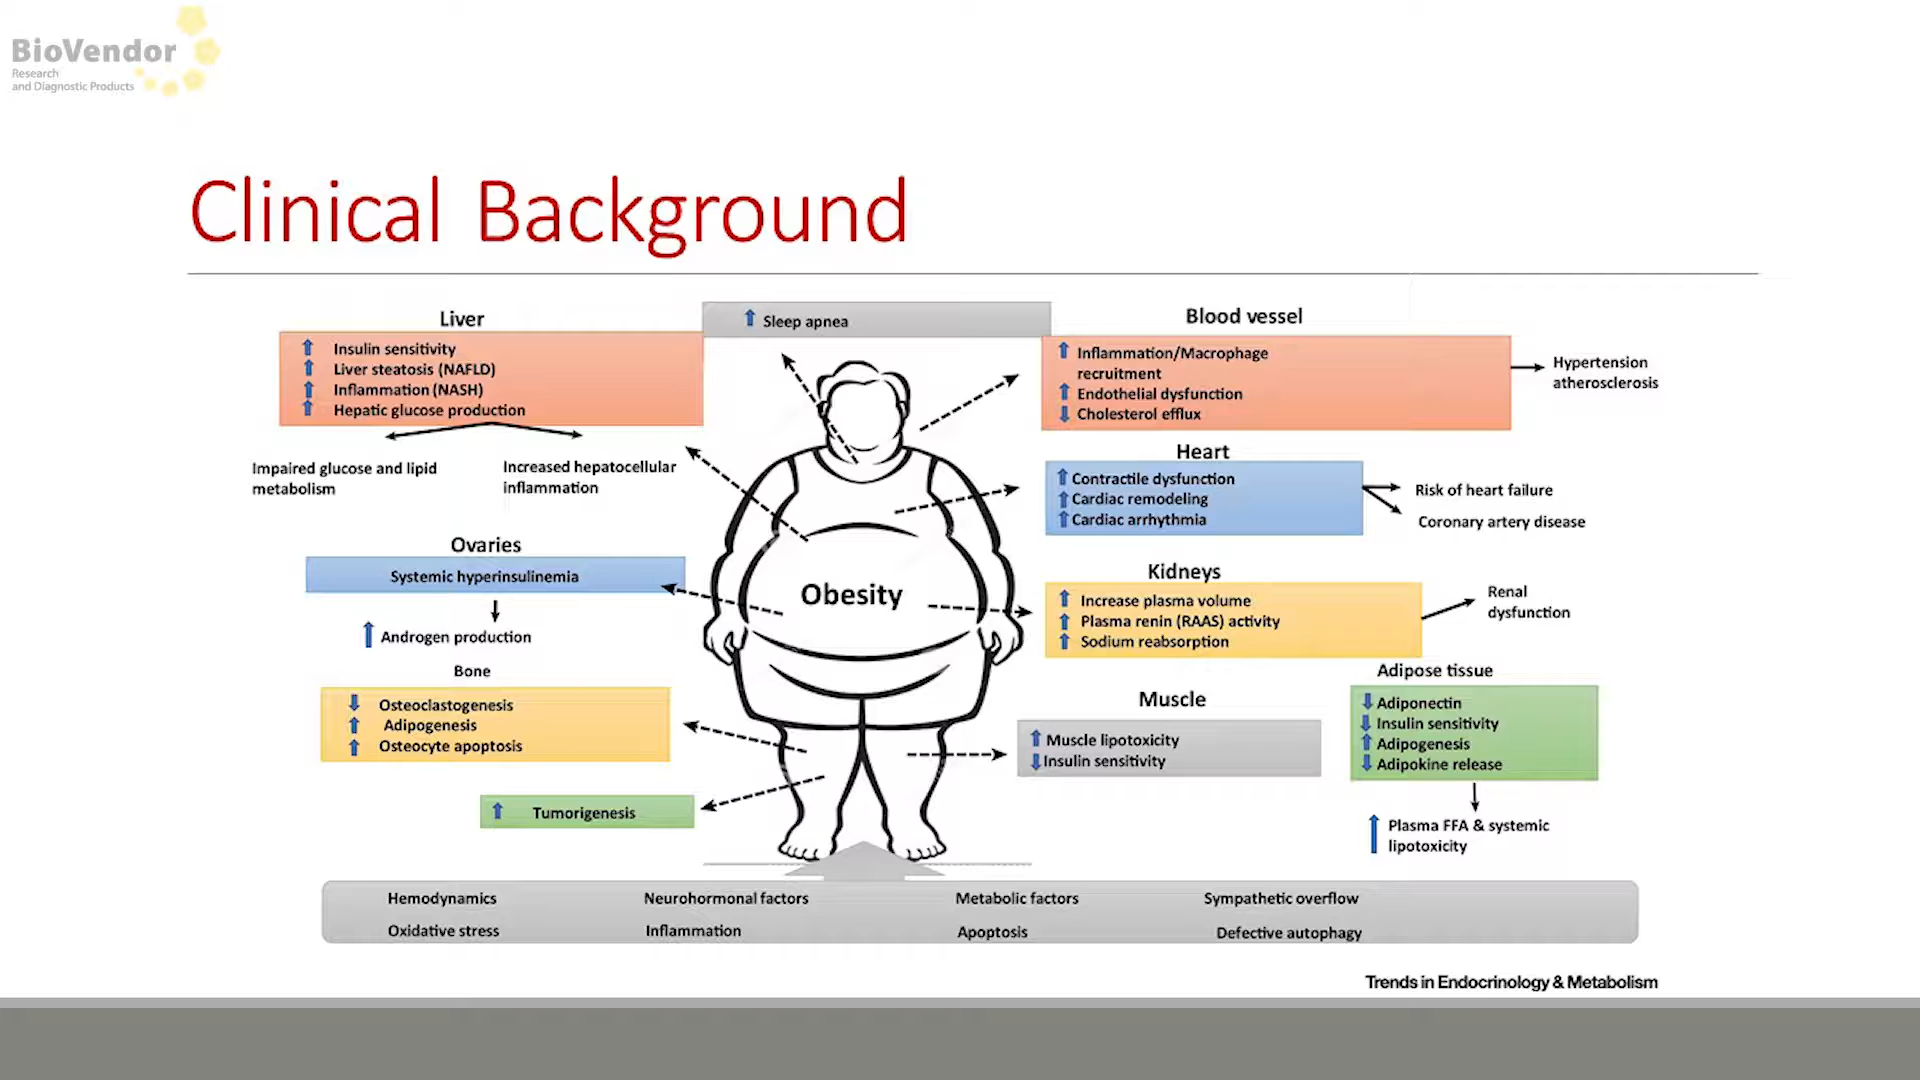 BioVendor
Research
and Diagnostic Products
Clinical Background
Liver
Insulin sensitivity
Liver steatosis (NAFLD)
Inflammation (NASH)
Hepatic glucose production
Impaired glucose and lipid
metabolism
Increased hepatocellular
inflammation
Sleep apnea
Blood vessel
Inflammation/Macrophage
recruitment
Endothelial dysfunction
Cholesterol efflux
Hypertension
atherosclerosis
Heart
Contractile dysfunction
Cardiac remodeling
Cardiac arrhythmia
Risk of heart failure
Coronary artery disease
Ovaries
Systemic hyperinsulinemia
Androgen production
Obesity
Kidneys
Increase plasma volume
Plasma renin (RAAS) activity
Sodium reabsorption
Renal
dysfunction
Bone
Osteoclastogenesis
Adipogenesis
Osteocyte apoptosis
Muscle
Muscle lipotoxicity
Insulin sensitivity
Adipose tissue
Adiponectin
Insulin sensitivity
Adipogenesis
Adipokine release
Plasma FFA & systemic
lipotoxicity
Tumorigenesis
Hemodynamics Neurohormonal factors Metabolic factors Sympathetic overflow
Oxidative stress Inflammation Apoptosis Defective autophagy
Trends in Endocrinology & Metabolism